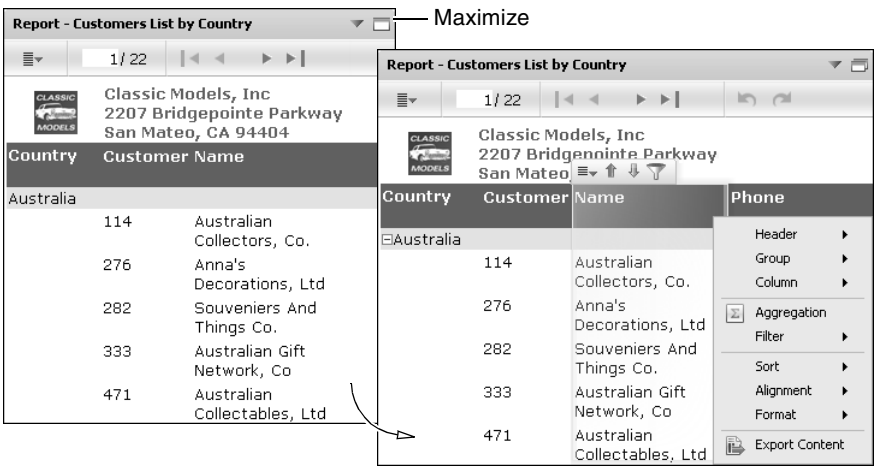 Report - Customers List by Country
Maximize
1/ 22
CLASSIC
MODELS
Classic Models, Inc
2207 Bridgepointe Parkway
San Mateo, CA 94404
Country Customer Name
Australia
114 Australian
Collectors, Co.
276 Anna's
Decorations, Ltd
282 Souveniers And
Things Co.
333 Australian Gift
Network, Co
471 Australian
Collectables, Ltd
Report - Customers List by Country
1/ 22
CLASSIC
MODELS
Classic Models, Inc
2207 Bridgepointe Parkway
San Mateo
Country Customer Name Phone
Australia
114 Australian
Collectors, Co.
276 Anna's
Decorations, Ltd
282 Souveniers And
Things Co.
333 Australian Gift
Network, Co
471 Australian
Collectables, Ltd
Header
Group
Column
Σ Aggregation
Filter
Sort
Alignment
Format
Export Content